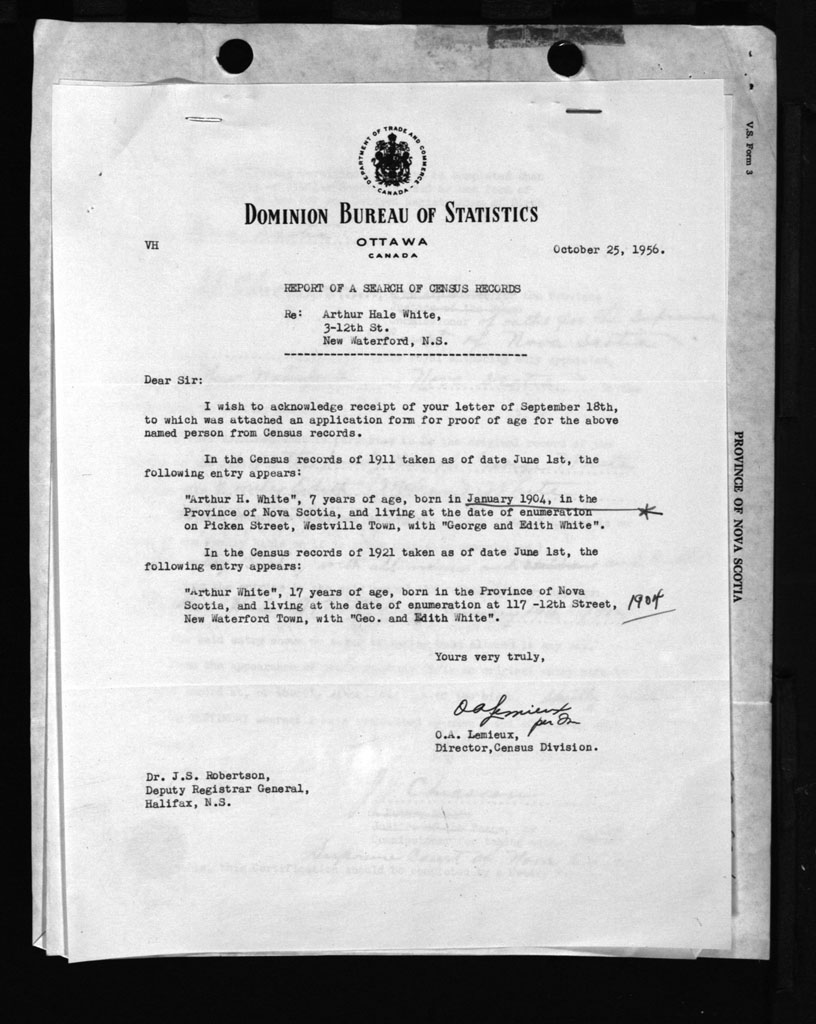 DEPARTMENT OF TRADE AND COMMERCE
CANADA
DOMINION BUREAU OF STATISTICS
OTTAWA
CANADA
VH
October 25, 1956.
REPORT OF A SEARCH OF CENSUS RECORDS
Re: Arthur Hale White,
3-12th St.
New Waterford, N.S.
Dear Sir:
I wish to acknowledge receipt of your letter of September 18th,
to which was attached an application form for proof of age for the above
named person from Census records.
In the Census records of 1911 taken as of date June 1st, the
following entry appears:
"Arthur H. White", 7 years of age, born in January 1904, in the
Province of Nova Scotia, and living at the date of enumeration
on Picken Street, Westville Town, with "George and Edith White".
In the Census records of 1921 taken as of date June 1st, the
following entry appears:
"Arthur White", 17 years of age, born in the Province of Nova
Scotia, and living at the date of enumeration at 117 -12th Street,
New Waterford Town, with "Geo. and Edith White".
1904
Yours very truly,
O A Lemieux
per
O.A. Lemieux,
Director,Census Division.
Dr. J.S. Robertson,
Deputy Registrar General,
Halifax, N.S.
V.S. Form 3
PROVINCE OF NOVA SCOTIA